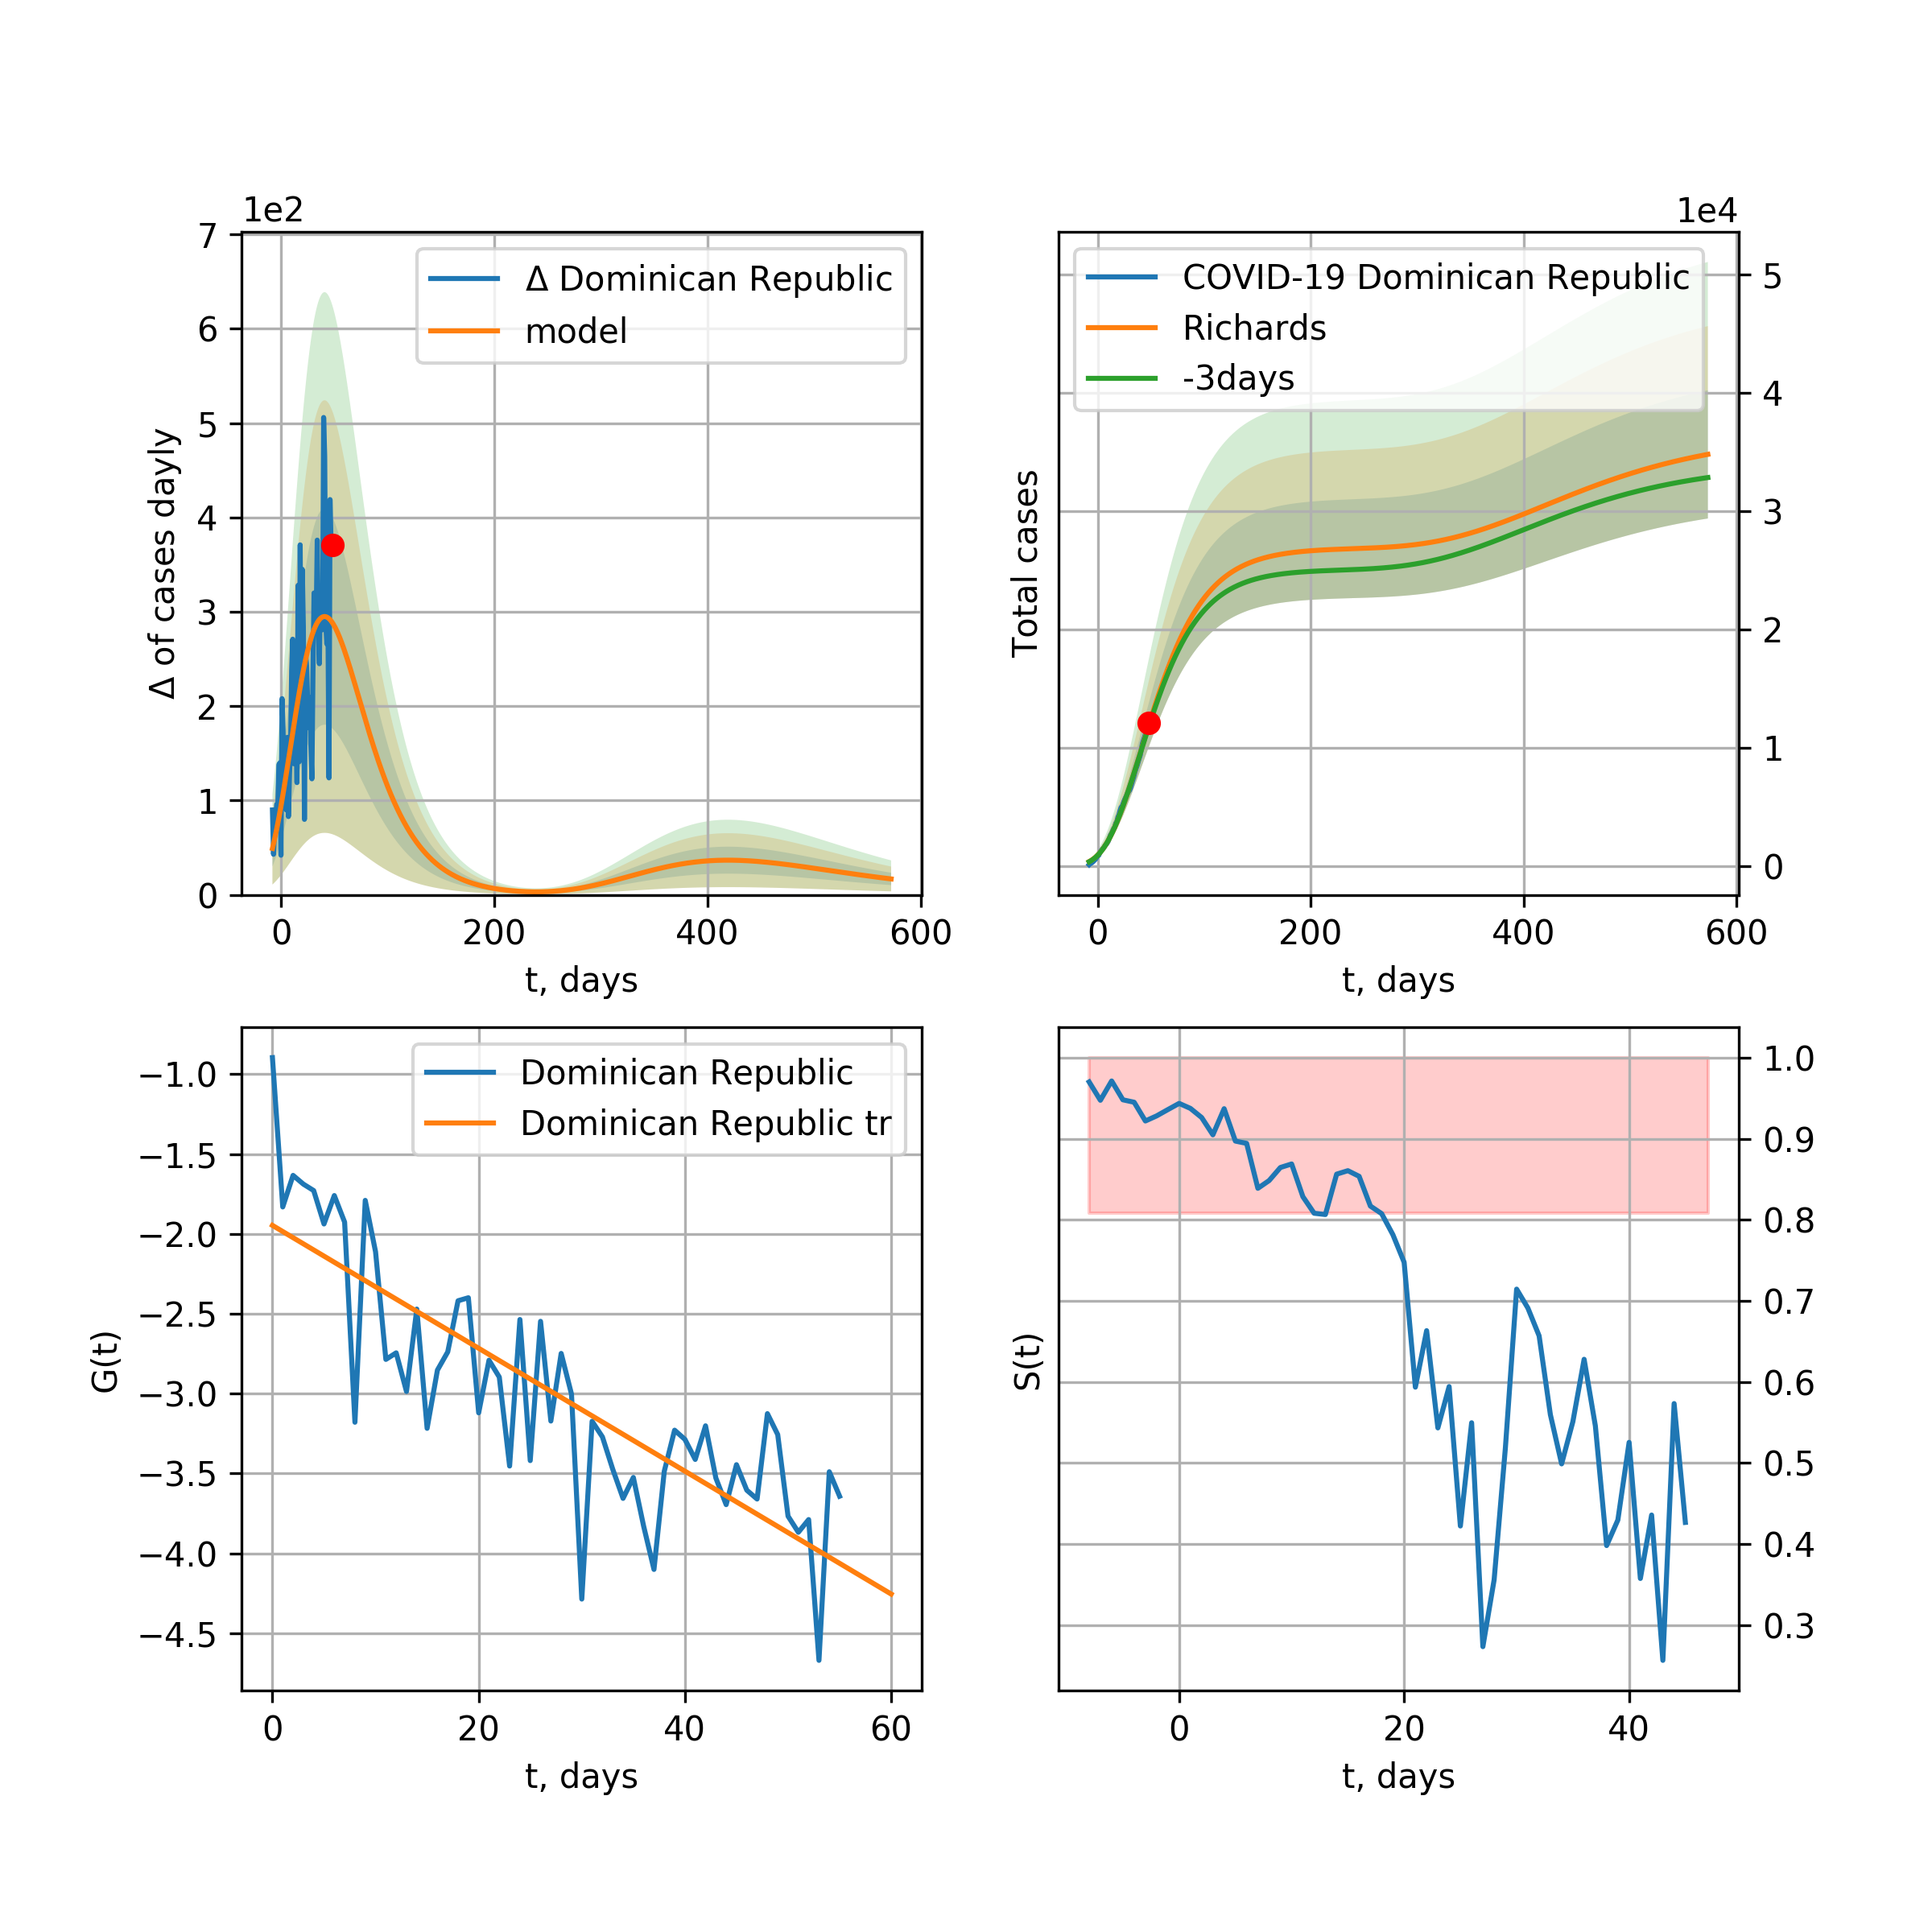 1e2
7
6
5
4
3
2
1
0
Δ of cases dayly
Δ Dominican Republic
model
0 200 400 600
t, days
1e4
5
4
3
2
1
0
Total cases
COVID-19 Dominican Republic
Richards
-3days
0 200 400 600
t, days
−1.0
−1.5
−2.0
−2.5
−3.0
−3.5
−4.0
−4.5
G(t)
Dominican Republic
Dominican Republic tr
0 20 40 60
t, days
1.0
0.9
0.8
0.7
0.6
0.5
0.4
0.3
S(t)
0 20 40
t, days